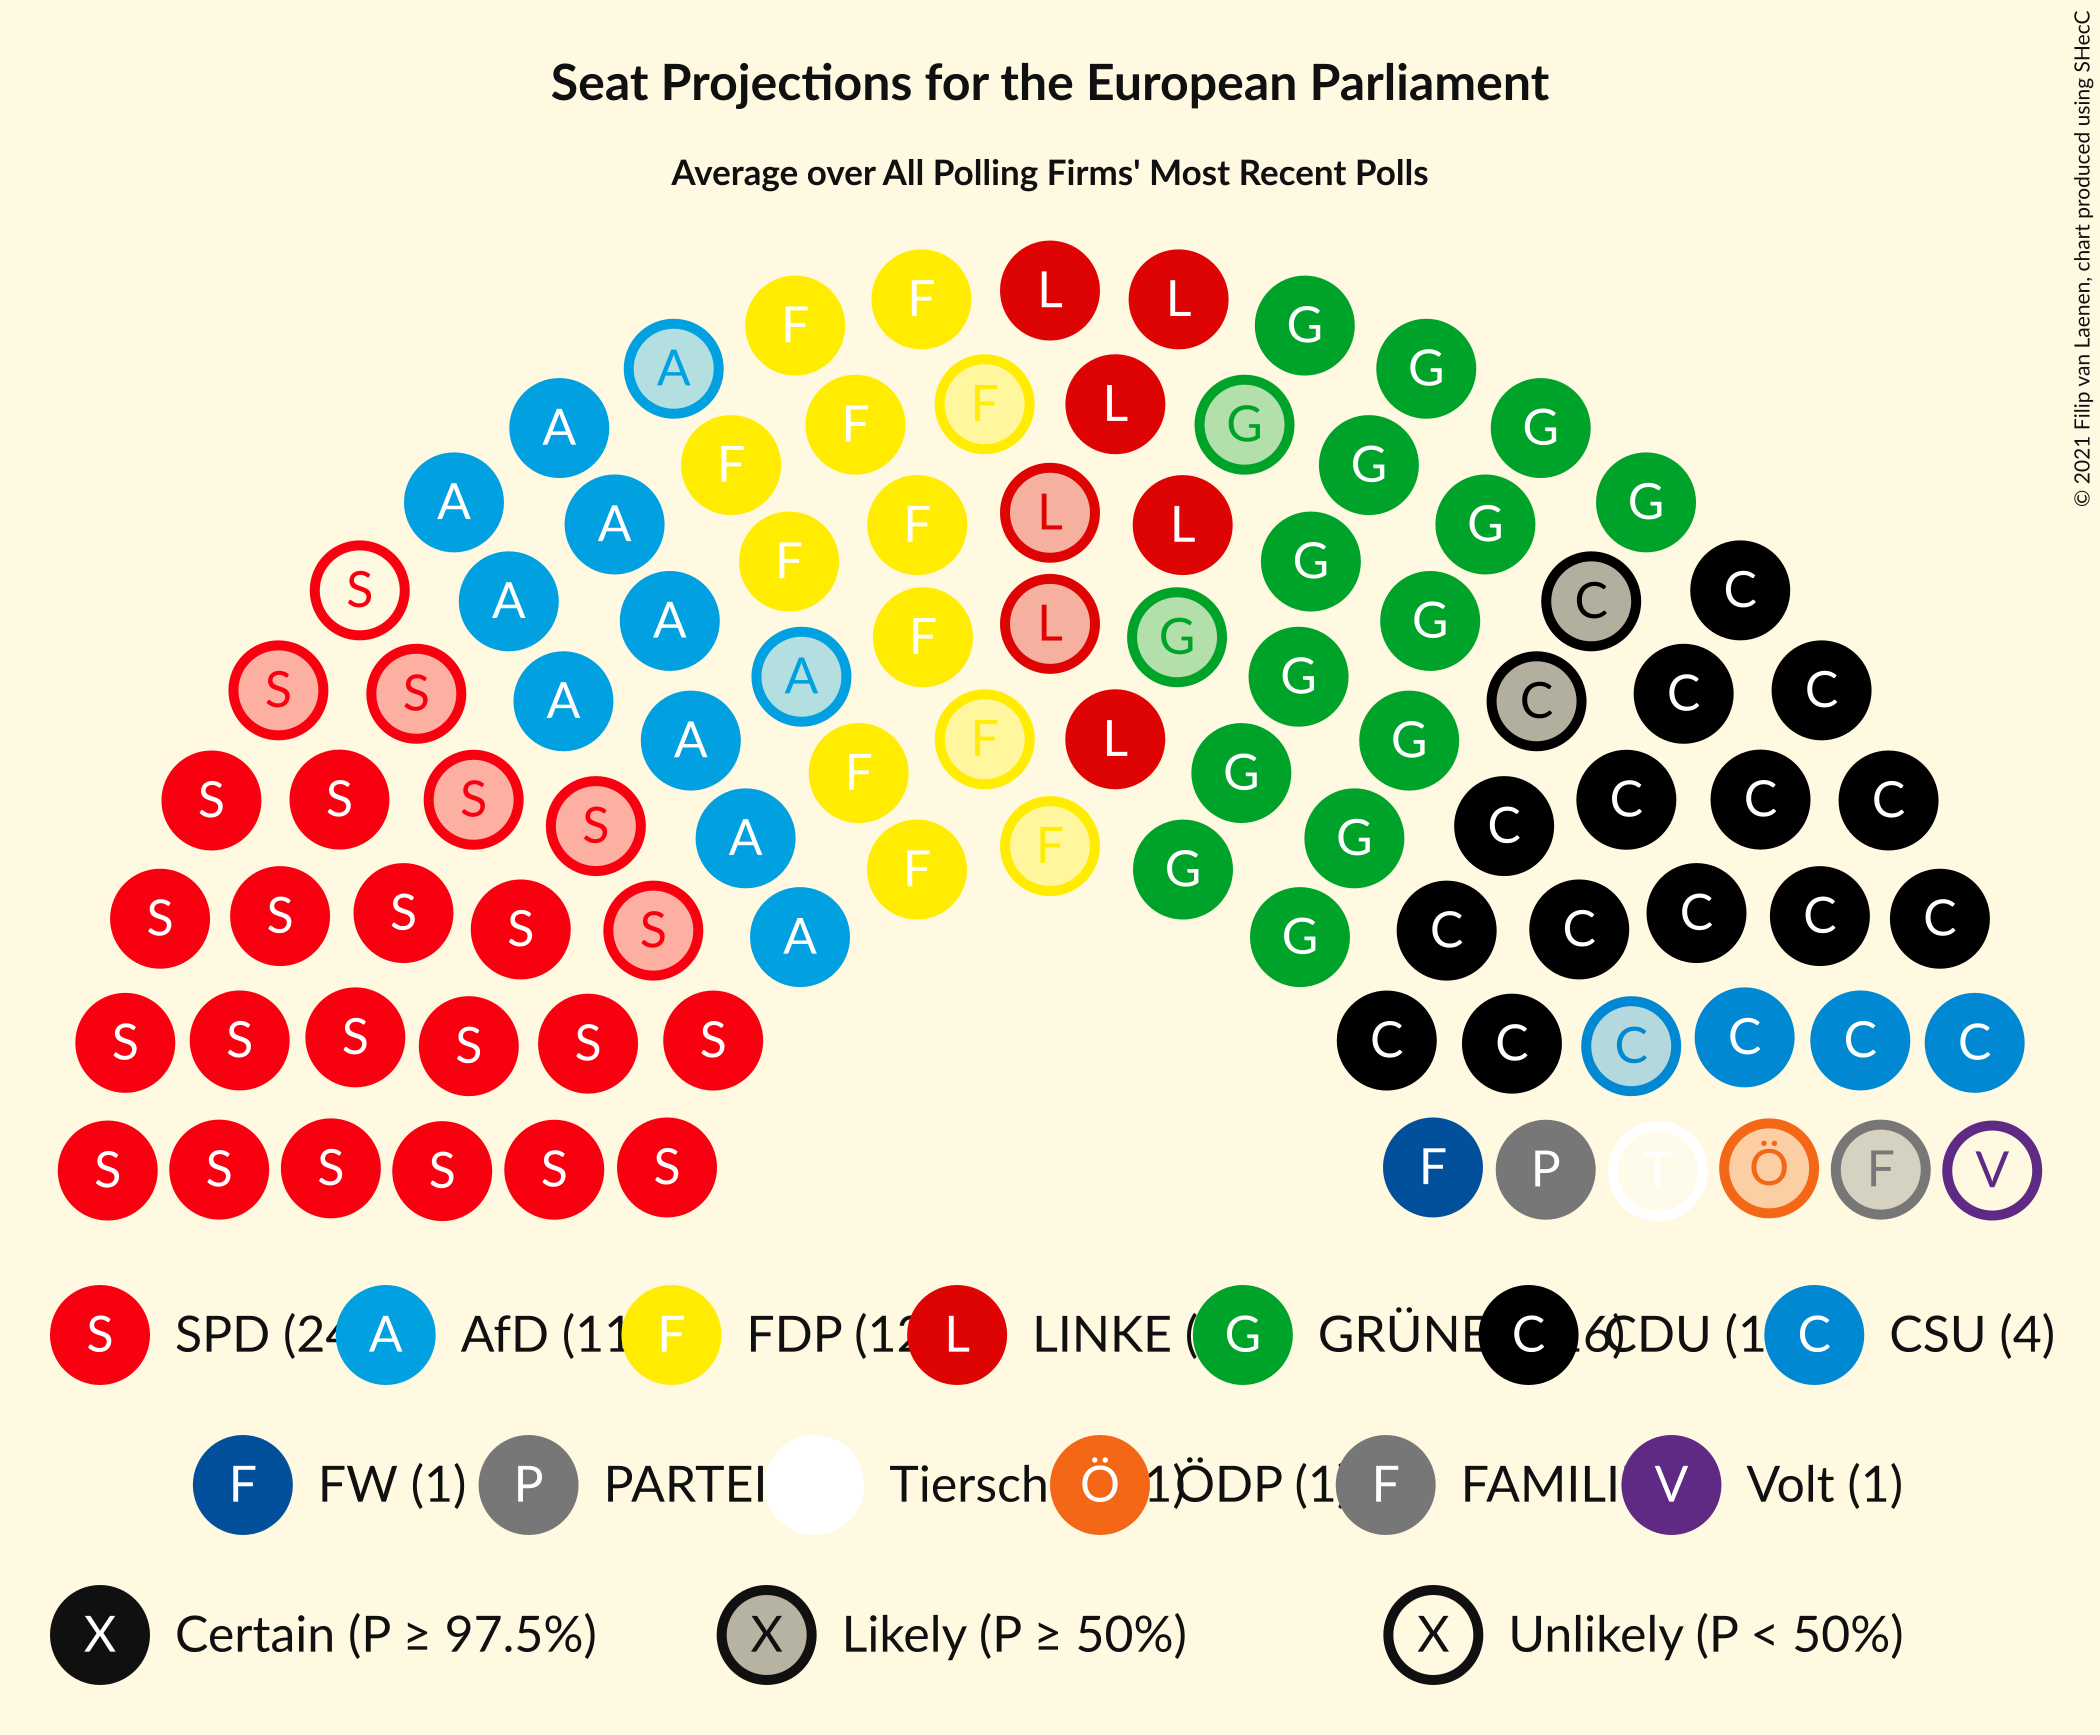 Seat Projections for the European Parliament
Average over All Polling Firms' Most Recent Polls
© 2021 Filip van Laenen, chart produced using SHecC
F F L L G G
A F F L G G
A F F G G G
A A F L L G G G
S A A F G G C C
S S A A A F L G G G C C C
S S S S A F F L G G C C C C
S S S S S A F F G G C C C C C
S A G
S S S S S S C C C C C C
S S S S S S F P T Ö F V
S SPD (24 A AfD (11 F FDP (12 L LINKE ( G GRÜNE 6) C CDU (1 C CSU (4)
F FW (1) P PARTEI Tiersch 1) Ö ÖDP (1 F FAMILI V Volt (1)
X Certain (P ≥ 97.5%) X Likely (P ≥ 50%) X Unlikely (P < 50%)